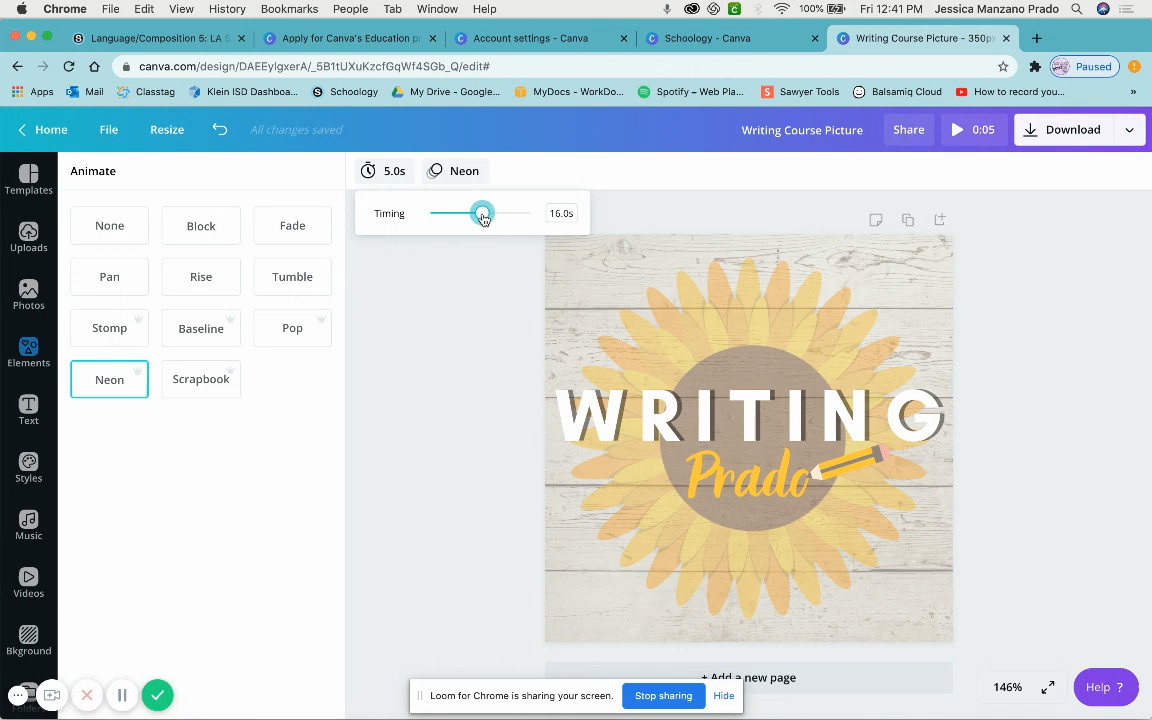 Chrome File Edit View History Bookmarks People Tab Window Help 100% Fri 12:41 PM Jessica Manzano Prado
Language/Composition 5: LA 5 Apply for Canva's Education pr Account settings - Canva Schoology - Canva Writing Course Picture - 350px
canva.com/design/DAEEylgxerA/_5B1tUXuKzcfGqWf4SGb_Q/edit# Paused
Apps Mail Classtag Klein ISD Dashboa... Schoology My Drive - Google... MyDocs - WorkDo... Spotify – Web Pla... Sawyer Tools Balsamiq Cloud How to record you... »
Home File Resize All changes saved Writing Course Picture Share 0:05 Download
Templates
Uploads
Photos
Elements
Text
Styles
Music
Videos
Bkground
Animate
None Block Fade
Pan Rise Tumble
Stomp Baseline Pop
Neon Scrapbook
5.0s Neon
Timing 16.0s
WRITING
Prado
+ Add a new page
Loom for Chrome is sharing your screen. Stop sharing Hide
146% Help ?